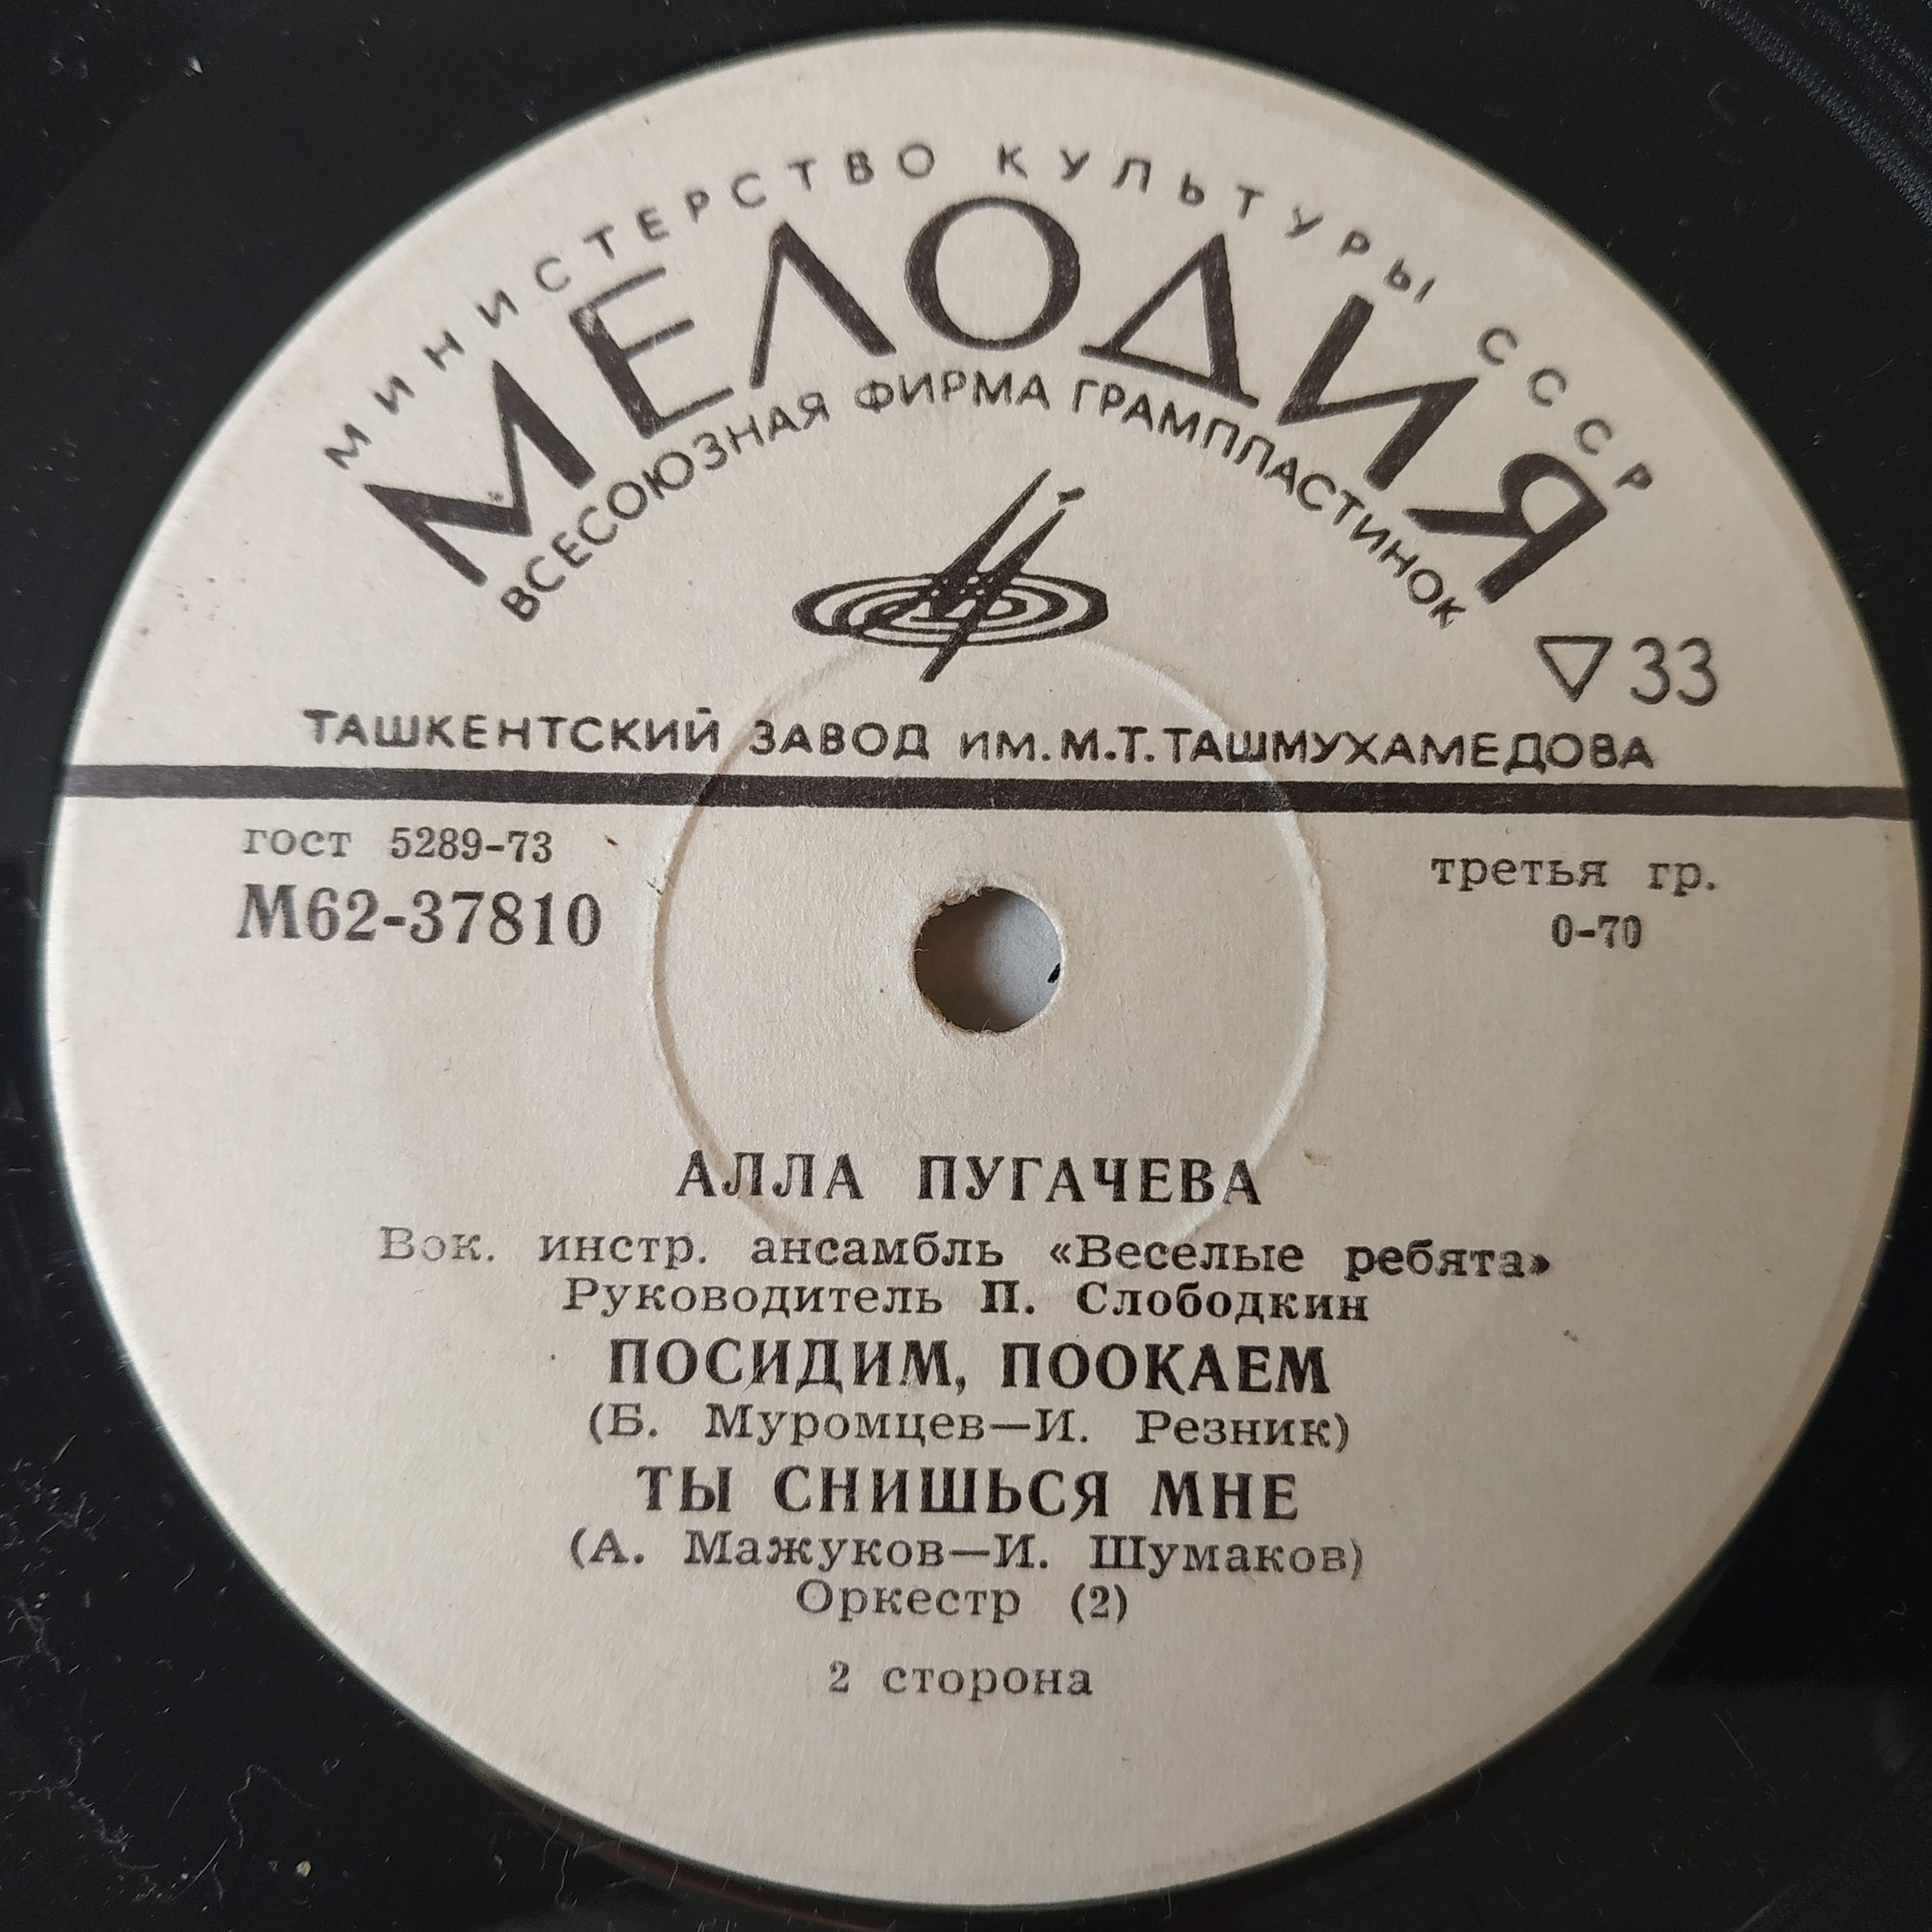 МИНИСТЕРСТВО КУЛЬТУРЫ СССР
МЕЛОДИЯ
ВСЕСОЮЗНАЯ ФИРМА ГРАМПЛАСТИНОК
33
ТАШКЕНТСКИЙ ЗАВОД ИМ. М.Т. ТАШМУХАМЕДОВА
гост 5289-73
третья гр.
М62-37810
0-70
АЛЛА ПУГАЧЕВА
Вок. инстр. ансамбль «Веселые ребята»
Руководитель П. Слободкин
ПОСИДИМ, ПООКАЕМ
(Б. Муромцев—И. Резник)
ТЫ СНИШЬСЯ МНЕ
(А. Мажуков—И. Шумаков)
Оркестр (2)
2 сторона